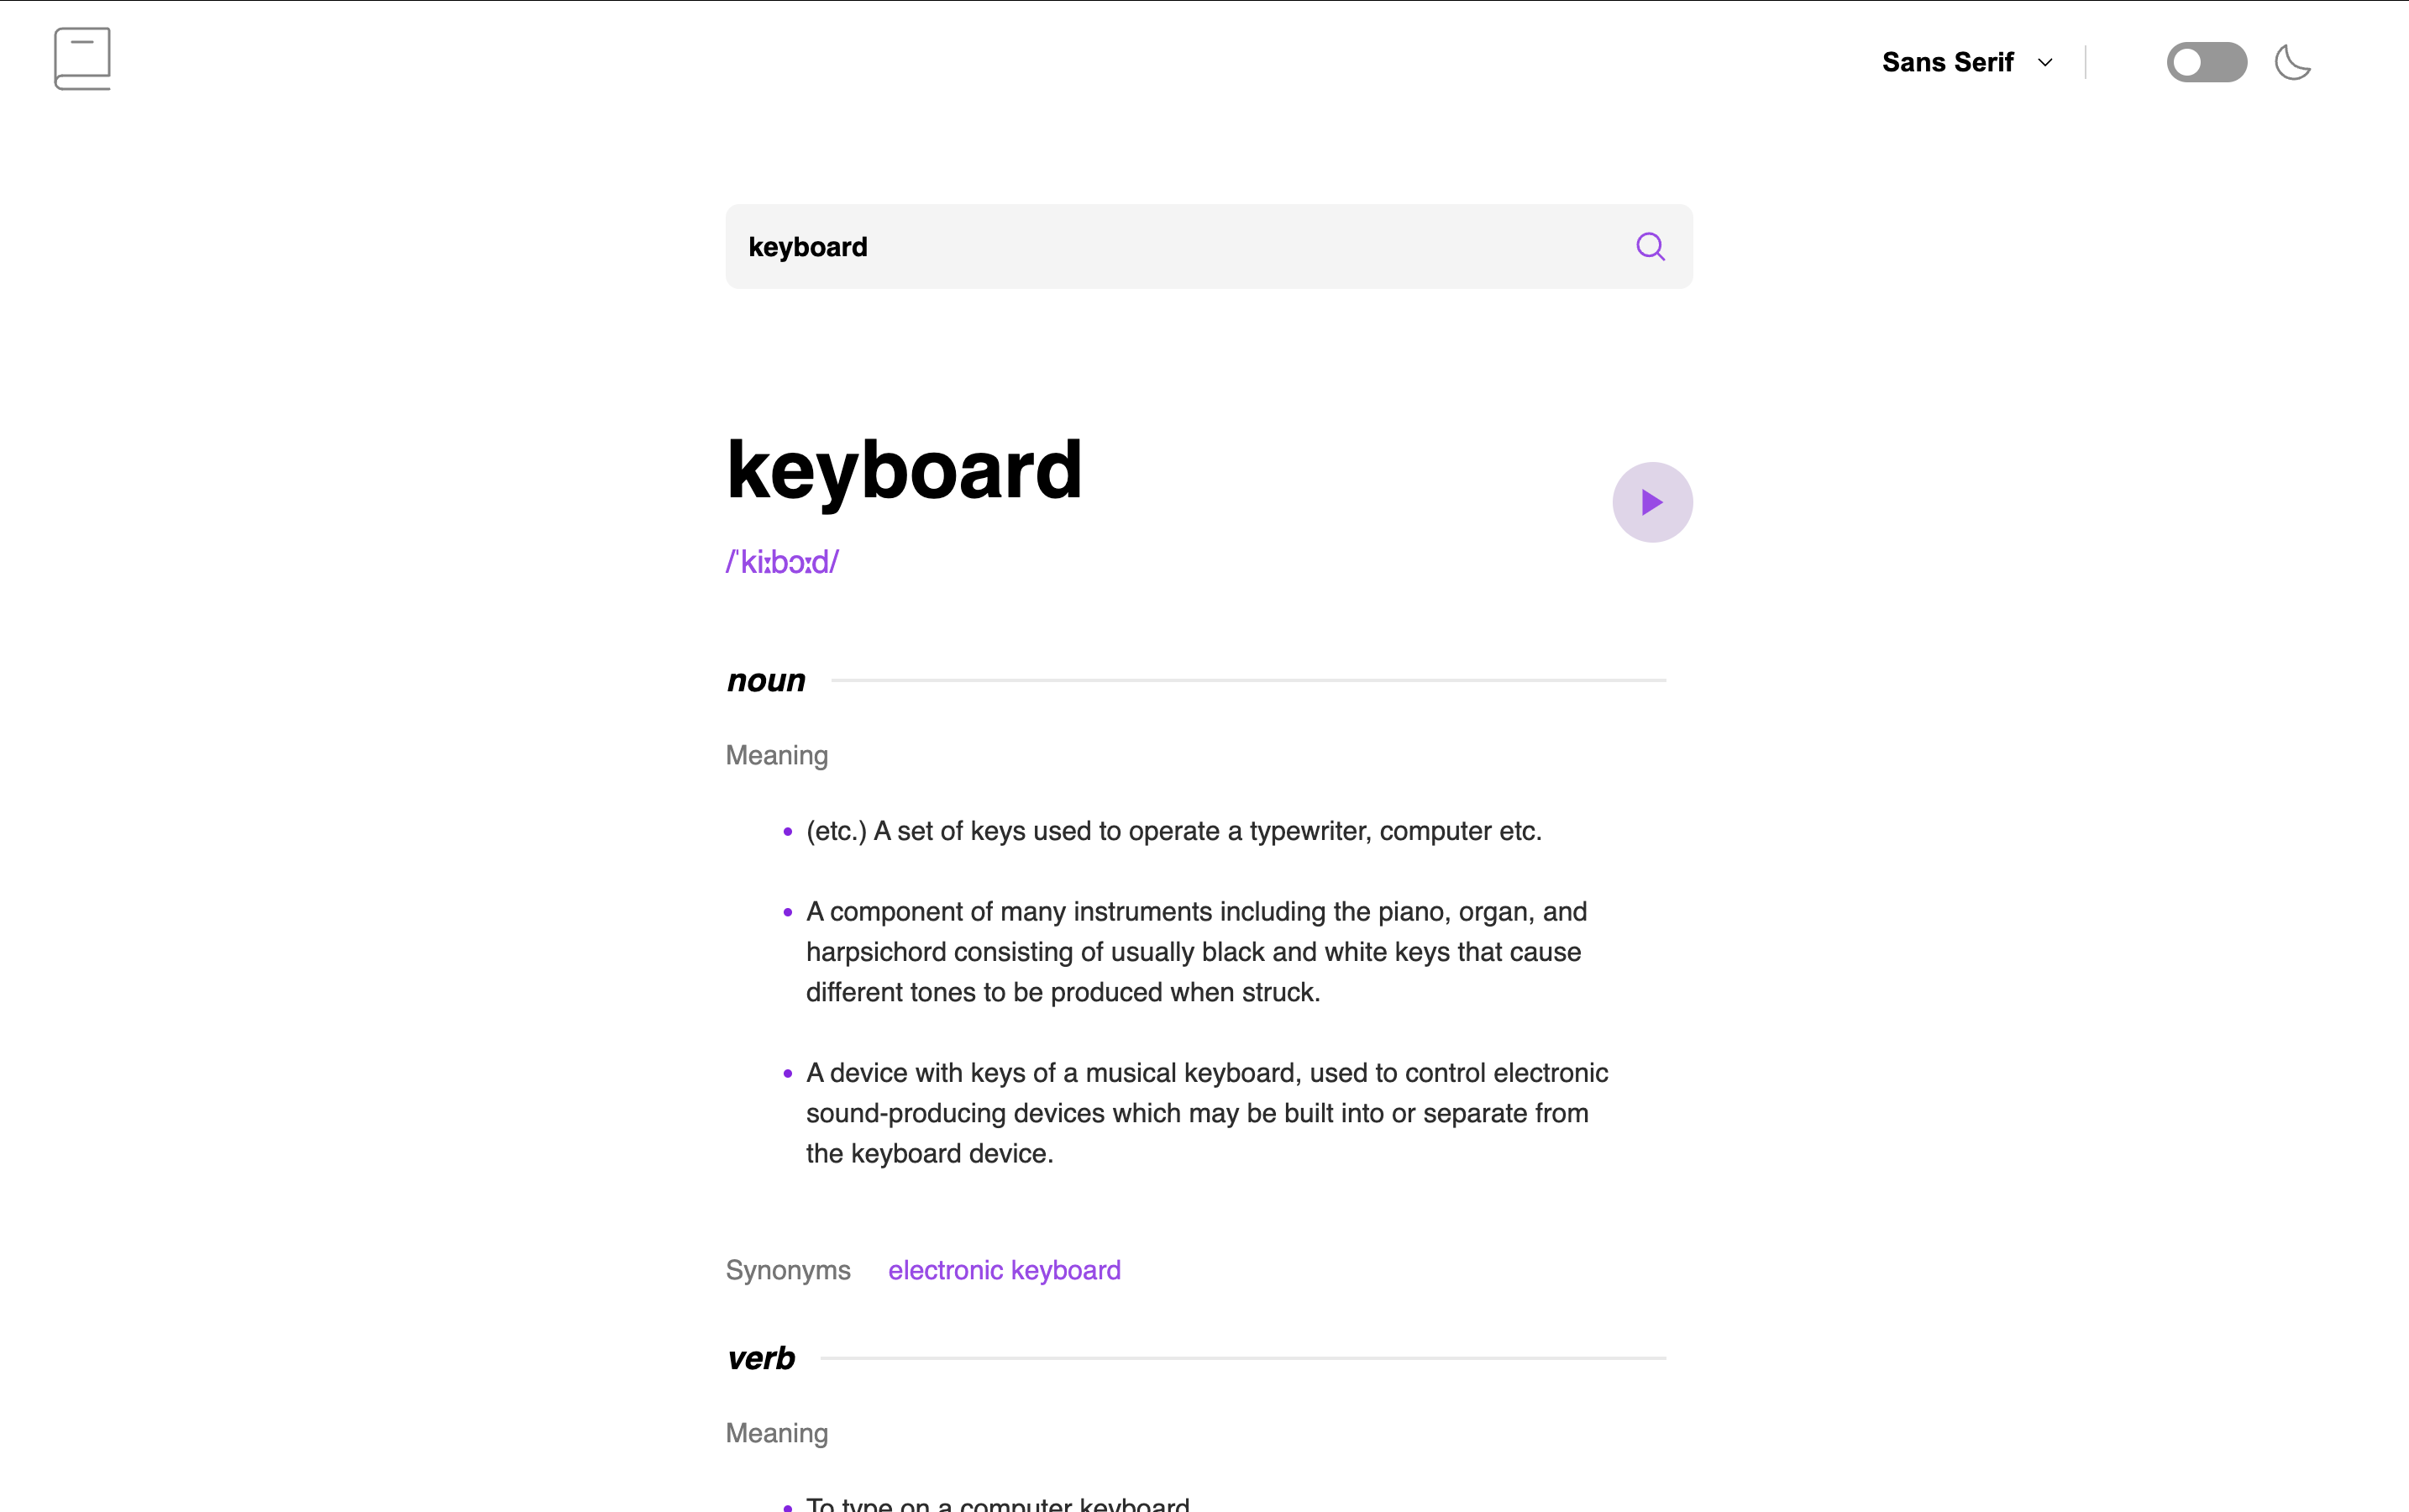 Sans Serif
keyboard
keyboard
/ˈkiːbɔːd/
noun
Meaning
(etc.) A set of keys used to operate a typewriter, computer etc.
A component of many instruments including the piano, organ, and
harpsichord consisting of usually black and white keys that cause
different tones to be produced when struck.
A device with keys of a musical keyboard, used to control electronic
sound-producing devices which may be built into or separate from
the keyboard device.
Synonyms electronic keyboard
verb
Meaning
To type on a computer keyboard.